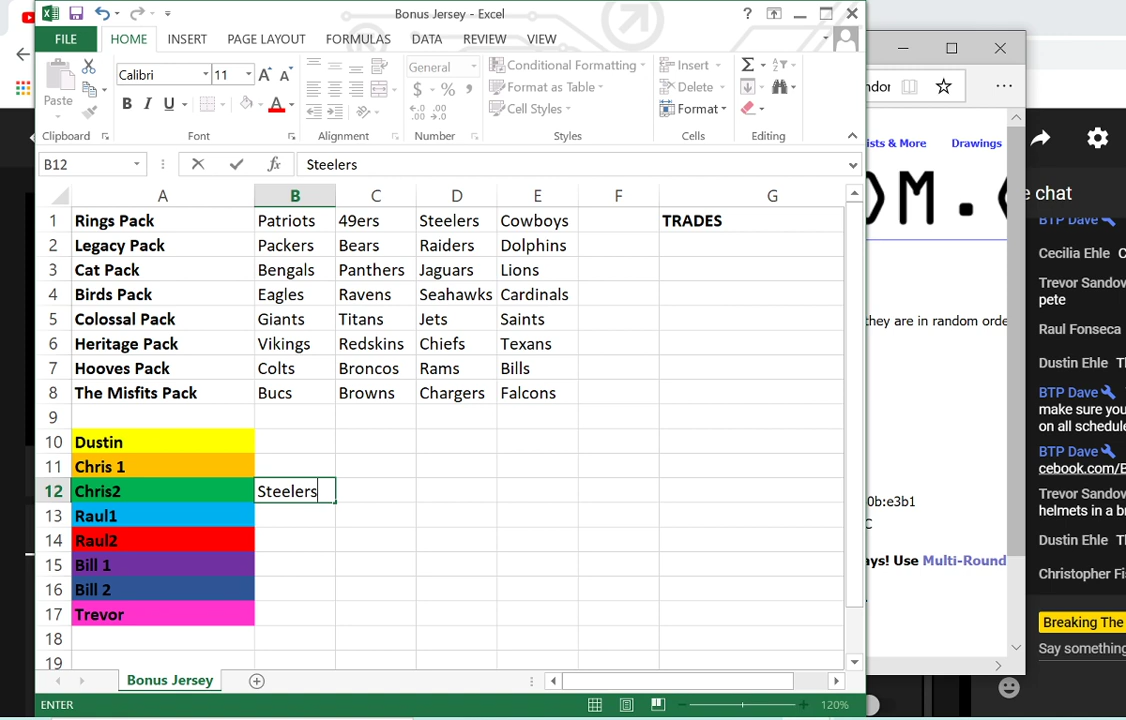 Bonus Jersey - Excel
FILE HOME INSERT PAGE LAYOUT FORMULAS DATA REVIEW VIEW
Paste
Calibri 11
General
Conditional Formatting
Format as Table
Cell Styles
Insert
Delete
Format
Clipboard Font Alignment Number Styles Cells Editing
B12 Steelers
A B C D E F G
1 Rings Pack Patriots 49ers Steelers Cowboys TRADES
2 Legacy Pack Packers Bears Raiders Dolphins
3 Cat Pack Bengals Panthers Jaguars Lions
4 Birds Pack Eagles Ravens Seahawks Cardinals
5 Colossal Pack Giants Titans Jets Saints
6 Heritage Pack Vikings Redskins Chiefs Texans
7 Hooves Pack Colts Broncos Rams Bills
8 The Misfits Pack Bucs Browns Chargers Falcons
9
10 Dustin
11 Chris 1
12 Chris2 Steelers
13 Raul1
14 Raul2
15 Bill 1
16 Bill 2
17 Trevor
18
19
Bonus Jersey
ENTER 120%
ndor
ists & More Drawings
OM.
they are in random orde
0b:e3b1
C
ays! Use Multi-Round
e chat
BTP Dave
Cecilia Ehle C
Trevor Sandov
pete
Raul Fonseca
Dustin Ehle Th
BTP Dave
make sure you
on all schedule
BTP Dave
cebook.com/B
Trevor Sandov
helmets in a br
Dustin Ehle Th
Christopher Fi
Breaking The
Say something